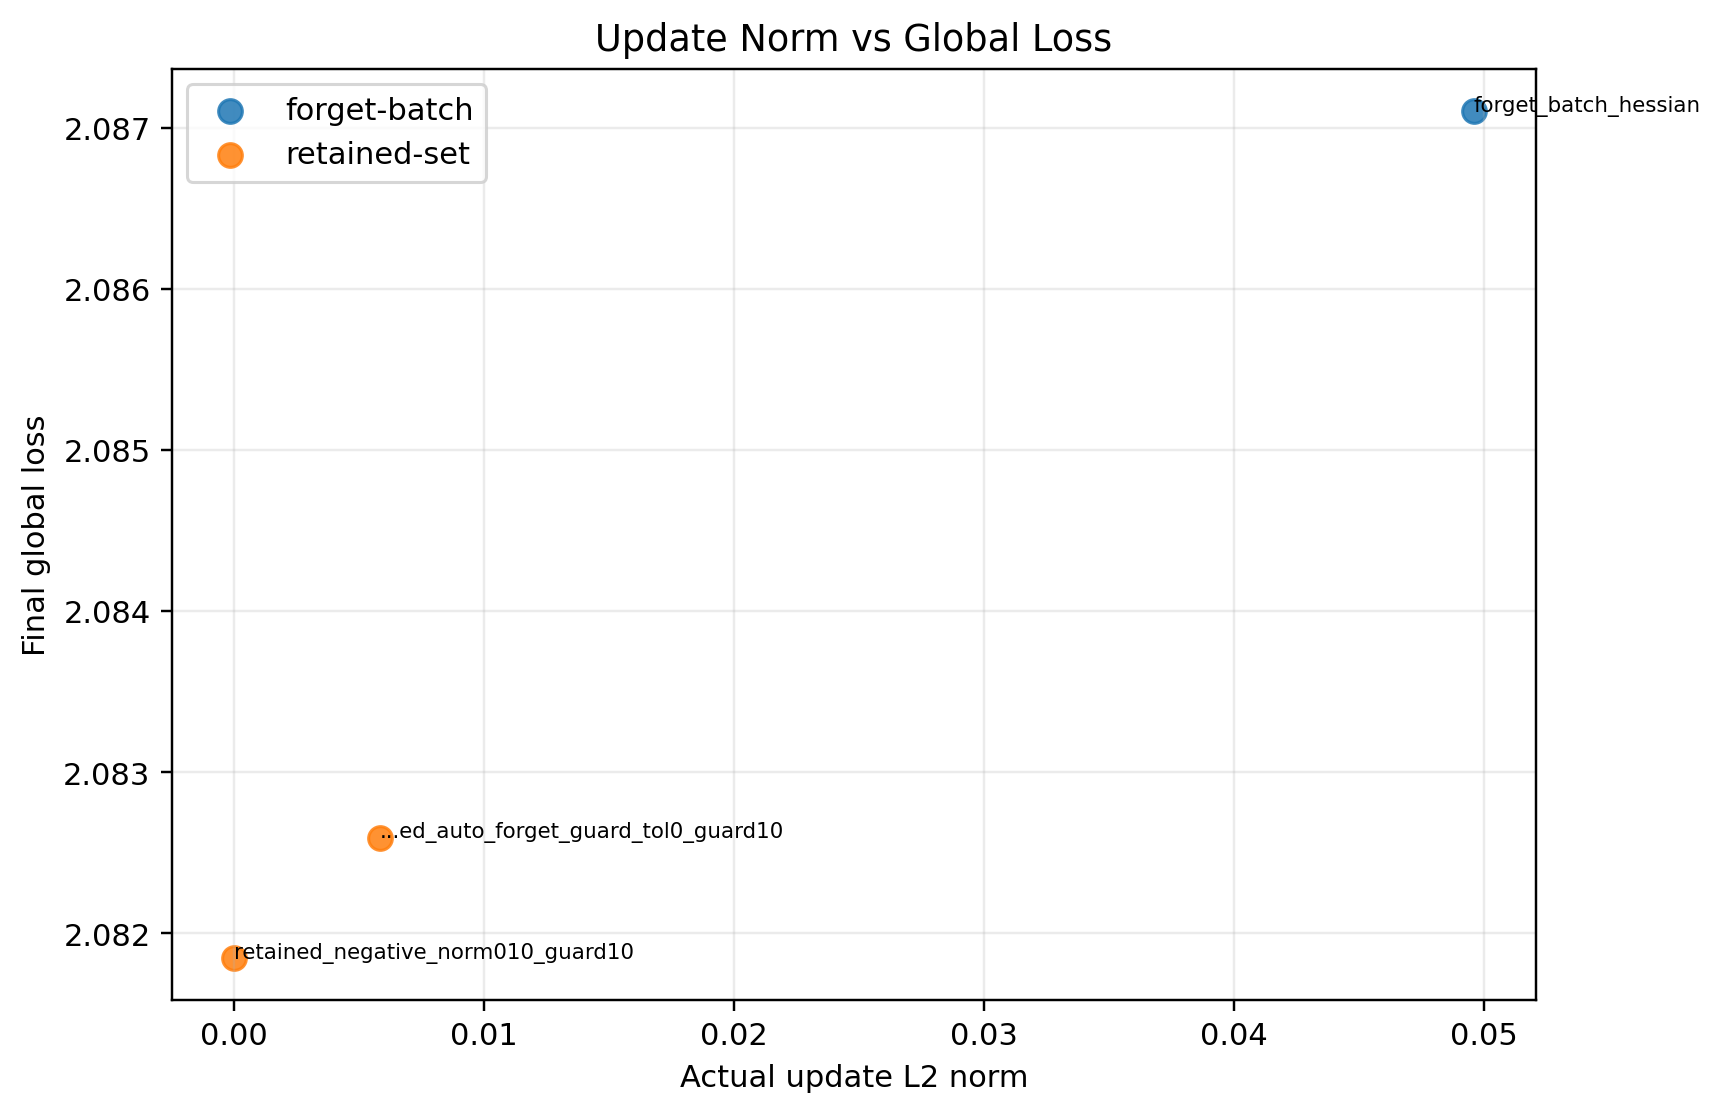 Update Norm vs Global Loss
forget-batch
retained-set
forget_batch_hessian
...ed_auto_forget_guard_tol0_guard10
retained_negative_norm010_guard10
Final global loss
2.087
2.086
2.085
2.084
2.083
2.082
0.00
0.01
0.02
0.03
0.04
0.05
Actual update L2 norm